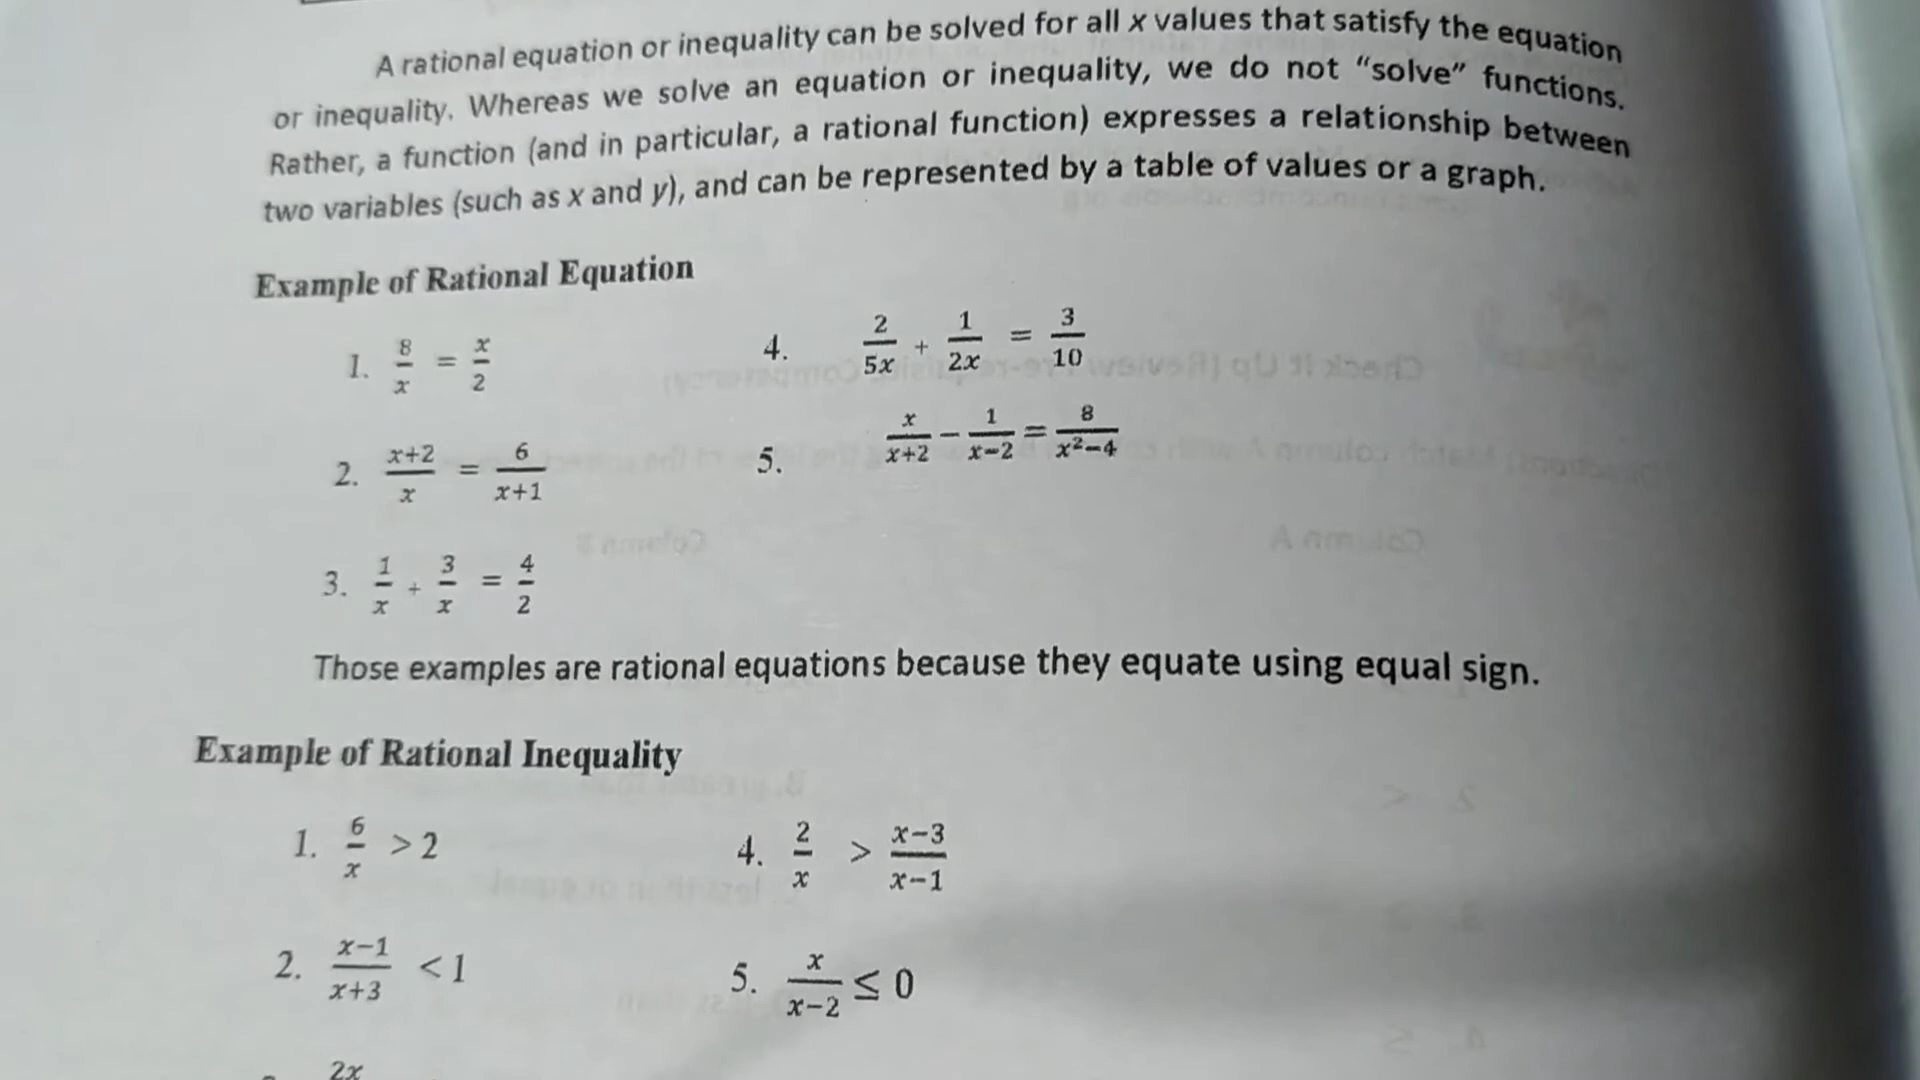 A rational equation or inequality can be solved for all x values that satisfy the equation
or inequality. Whereas we solve an equation or inequality, we do not “solve” functions.
Rather, a function (and in particular, a rational function) expresses a relationship between
two variables (such as x and y), and can be represented by a table of values or a graph.
Example of Rational Equation
1. 8/x = x/2
2. x+2/x = 6/x+1
3. 1/x + 3/x = 4/2
4. 2/5x + 1/2x = 3/10
5. x/x+2 − 1/x−2 = 8/x²−4
Those examples are rational equations because they equate using equal sign.
Example of Rational Inequality
1. 6/x > 2
2. x−1/x+3 < 1
2x
4. 2/x > x−3/x−1
5. x/x−2 ≤ 0